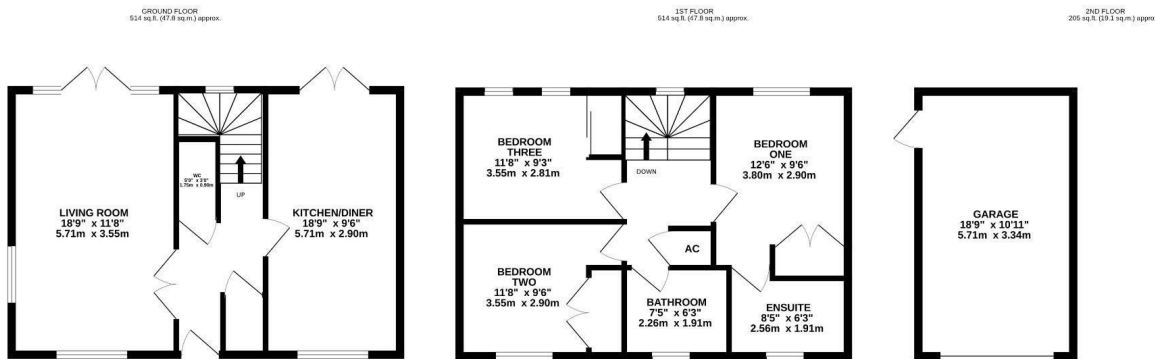 GROUND FLOOR
514 sq.ft. (47.8 sq.m.) approx.
1ST FLOOR
514 sq.ft. (47.8 sq.m.) approx.
2ND FLOOR
205 sq.ft. (19.1 sq.m.) appro
LIVING ROOM
18'9" x 11'8"
5.71m x 3.55m
WC
1.75m x 0.90m
UP
KITCHEN/DINER
18'9" x 9'6"
5.71m x 2.90m
BEDROOM
THREE
11'8" x 9'3"
3.55m x 2.81m
DOWN
BEDROOM
ONE
12'6" x 9'6"
3.80m x 2.90m
BEDROOM
TWO
11'8" x 9'6"
3.55m x 2.90m
AC
BATHROOM
7'5" x 6'3"
2.26m x 1.91m
ENSUITE
8'5" x 6'3"
2.56m x 1.91m
GARAGE
18'9" x 10'11"
5.71m x 3.34m